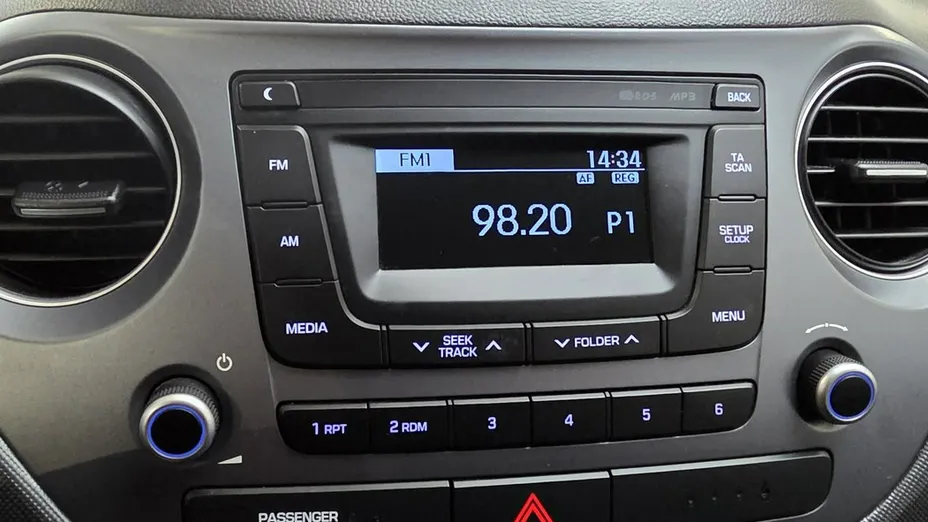 RDS MP3 BACK
FM
FM1 14:34
TA
SCAN
AF REG
98.20 P1
AM
SETUP
CLOCK
MEDIA
SEEK
TRACK
FOLDER
MENU
1 RPT 2 RDM 3 4 5 6
PASSENGER